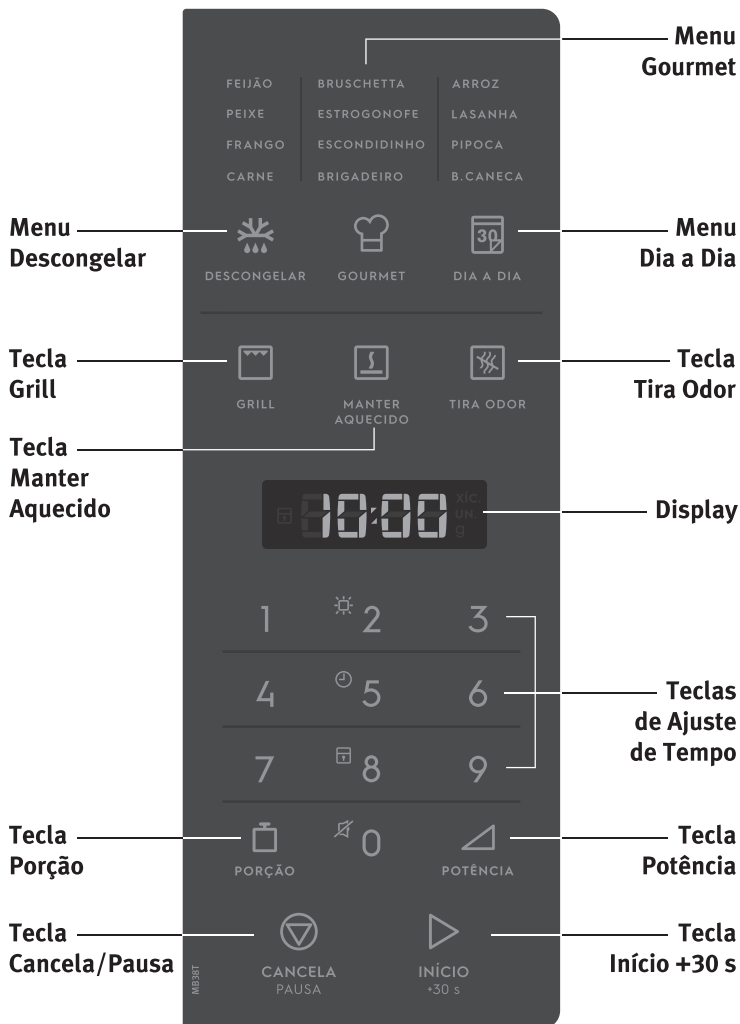 Menu
Gourmet
FEIJÃO BRUSCHETTA ARROZ
PEIXE ESTROGONOFE LASANHA
FRANGO ESCONDIDINHO PIPOCA
CARNE BRIGADEIRO B.CANECA
Menu
Descongelar
30
Menu
Dia a Dia
DESCONGELAR GOURMET DIA A DIA
Tecla
Grill
Tecla
Tira Odor
GRILL MANTER
AQUECIDO TIRA ODOR
Tecla
Manter
Aquecido
10:00
XÍC
UN
g
Display
1 2 3
4 5 6
7 8 9
Teclas
de Ajuste
de Tempo
Tecla
Porção
0
PORÇÃO POTÊNCIA
Tecla
Potência
Tecla
Cancela/Pausa
CANCELA INÍCIO
PAUSA +30 s
Tecla
Início +30 s
MB38T